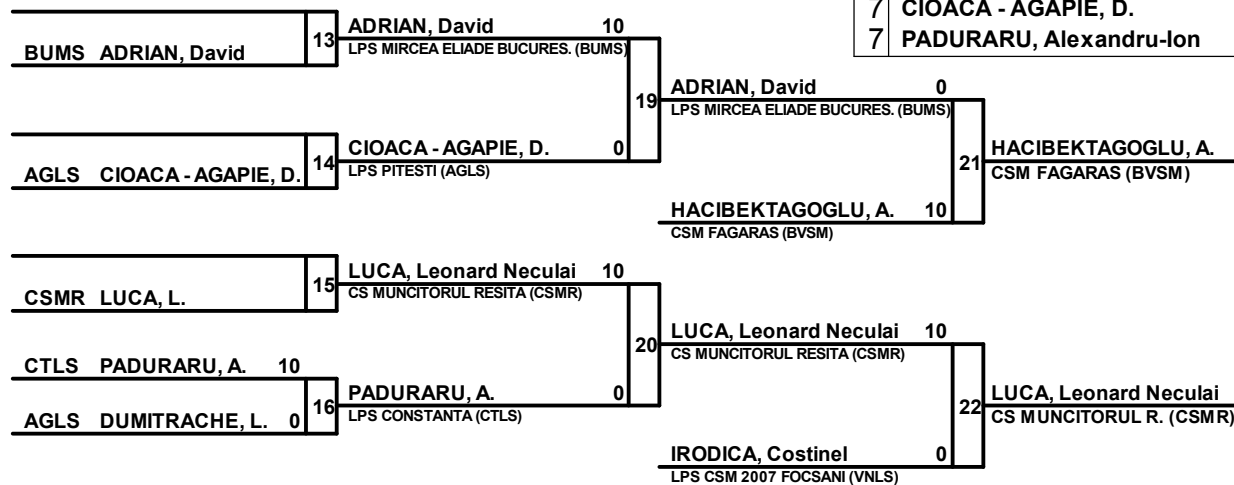 7 CIOACA - AGAPIE, D.
7 PADURARU, Alexandru-Ion
BUMS ADRIAN, David
13
ADRIAN, David 10
LPS MIRCEA ELIADE BUCURES. (BUMS)
AGLS CIOACA - AGAPIE, D.
14
CIOACA - AGAPIE, D. 0
LPS PITESTI (AGLS)
CSMR LUCA, L.
15
LUCA, Leonard Neculai 10
CS MUNCITORUL RESITA (CSMR)
CTLS PADURARU, A. 10
AGLS DUMITRACHE, L. 0
16
PADURARU, A. 0
LPS CONSTANTA (CTLS)
19
ADRIAN, David 0
LPS MIRCEA ELIADE BUCURES. (BUMS)
HACIBEKTAGOGLU, A. 10
CSM FAGARAS (BVSM)
20
LUCA, Leonard Neculai 10
CS MUNCITORUL RESITA (CSMR)
IRODICA, Costinel 0
LPS CSM 2007 FOCSANI (VNLS)
21
HACIBEKTAGOGLU, A.
CSM FAGARAS (BVSM)
22
LUCA, Leonard Neculai
CS MUNCITORUL R. (CSMR)